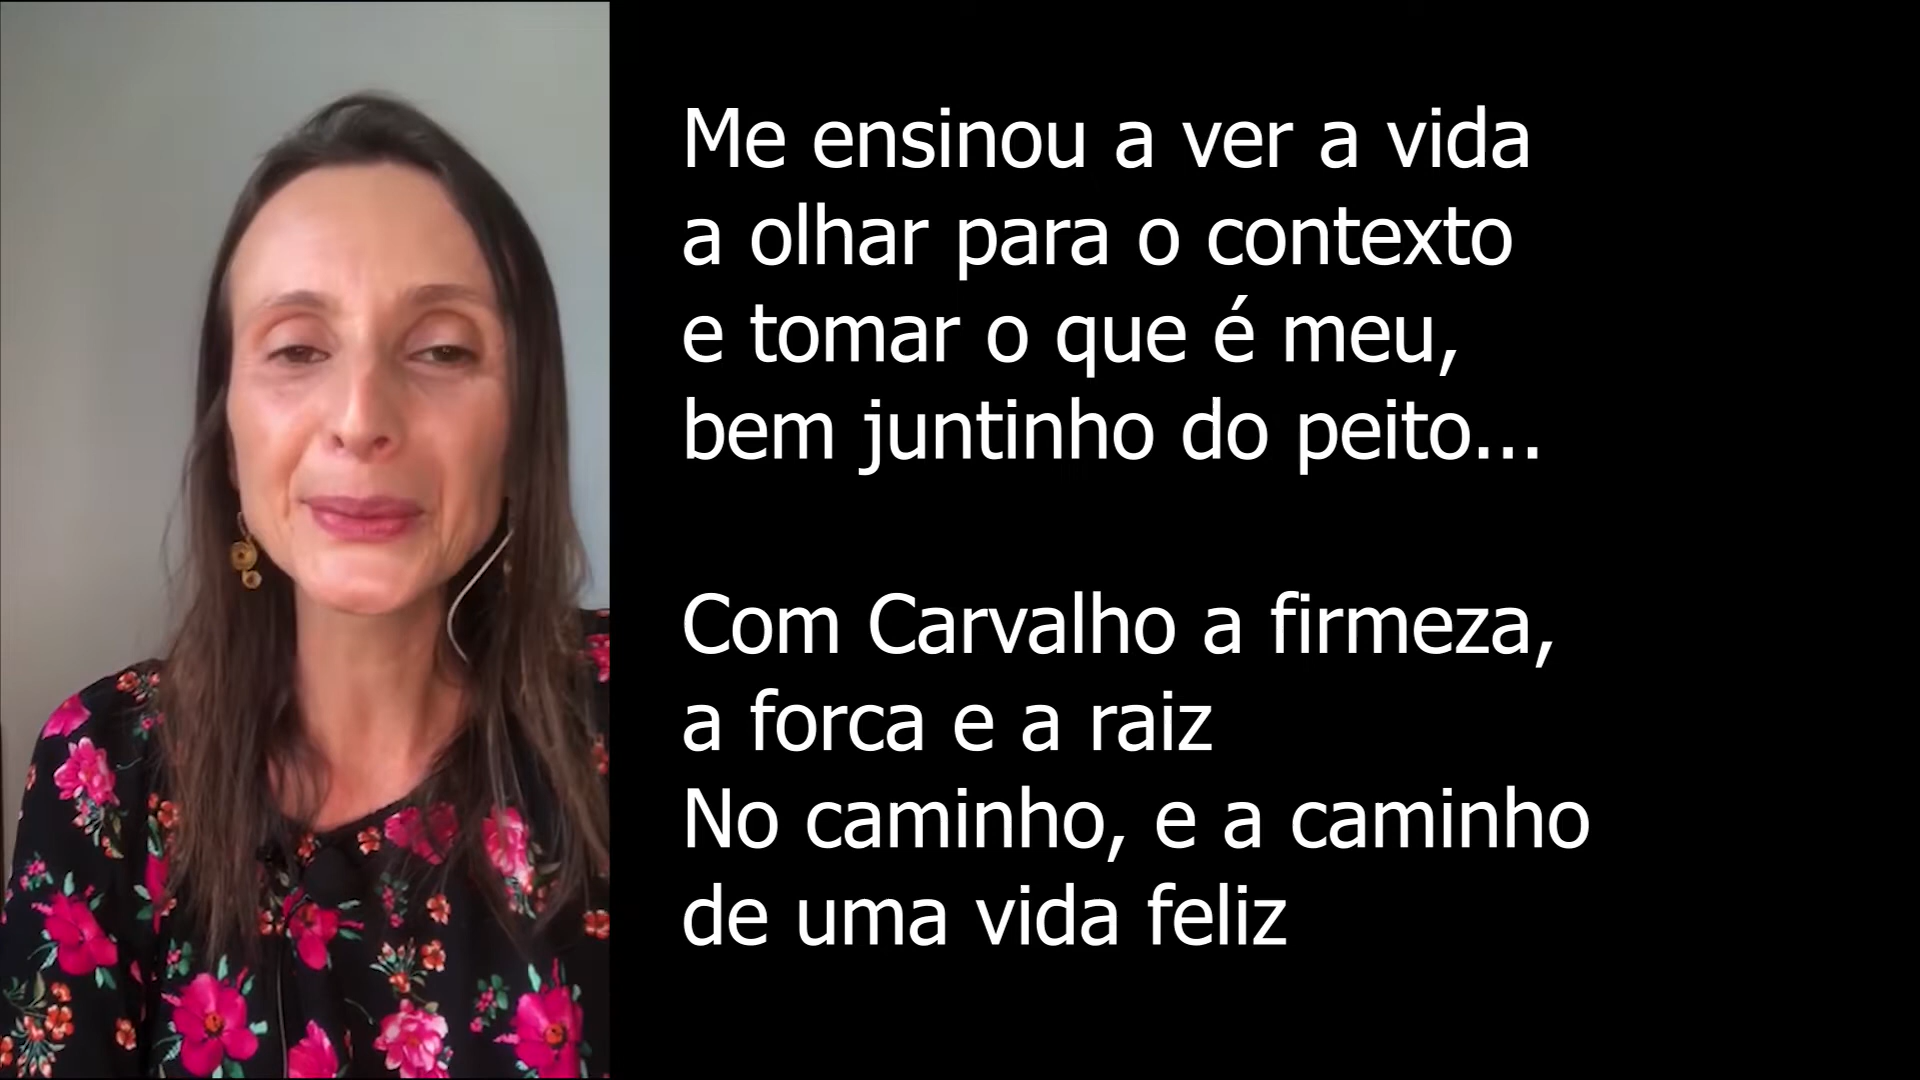 Me ensinou a ver a vida
a olhar para o contexto
e tomar o que é meu,
bem juntinho do peito...
Com Carvalho a firmeza,
a forca e a raiz
No caminho, e a caminho
de uma vida feliz